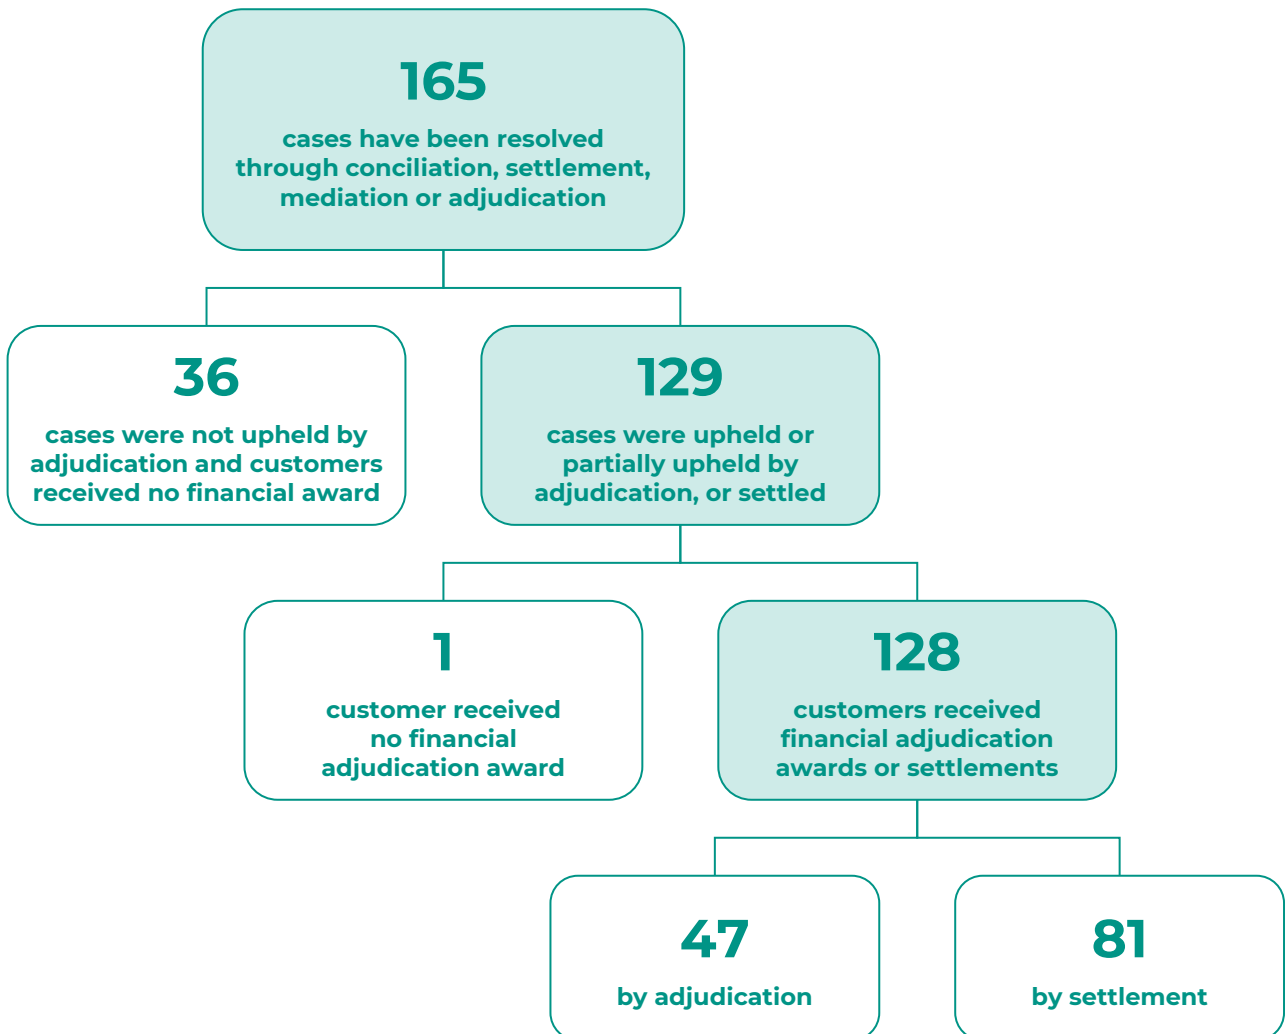 165
cases have been resolved
through conciliation, settlement,
mediation or adjudication
36
cases were not upheld by
adjudication and customers
received no financial award
129
cases were upheld or
partially upheld by
adjudication, or settled
1
customer received
no financial
adjudication award
128
customers received
financial adjudication
awards or settlements
47
by adjudication
81
by settlement